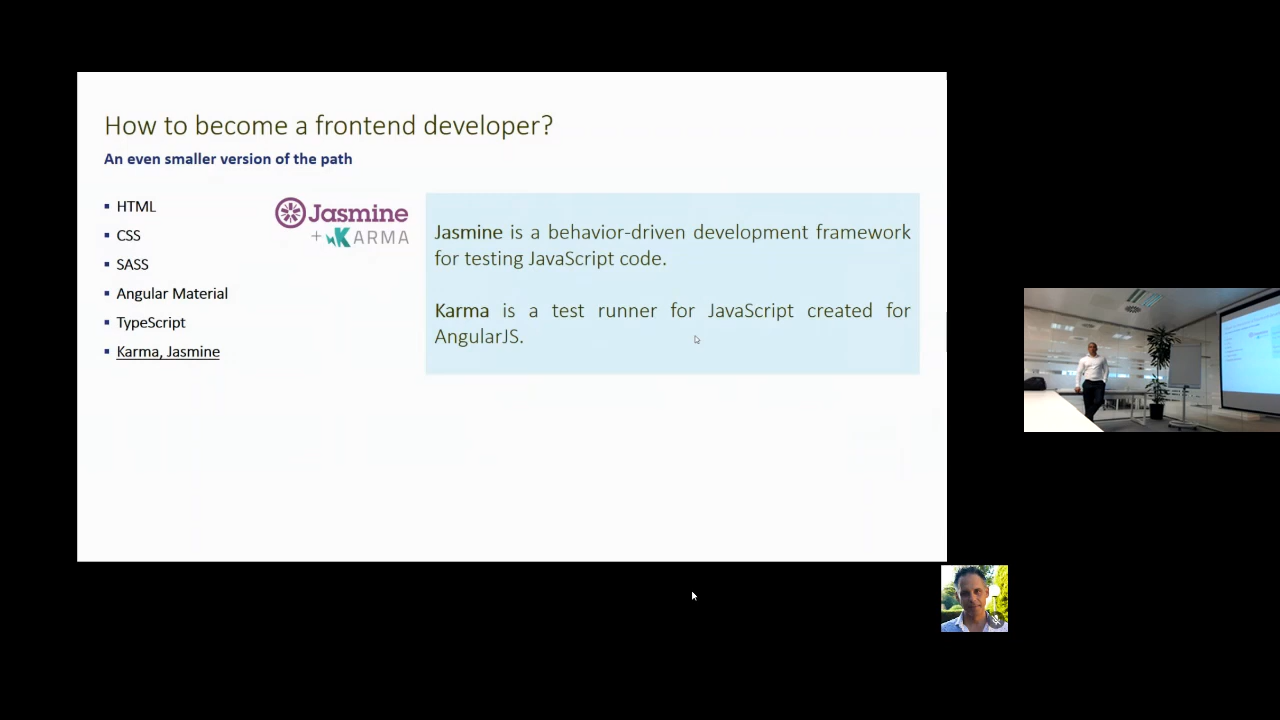 How to become a frontend developer?
An even smaller version of the path
HTML
CSS
SASS
Angular Material
TypeScript
Karma, Jasmine
Jasmine
+ KARMA
Jasmine is a behavior-driven development framework
for testing JavaScript code.
Karma is a test runner for JavaScript created for
AngularJS.